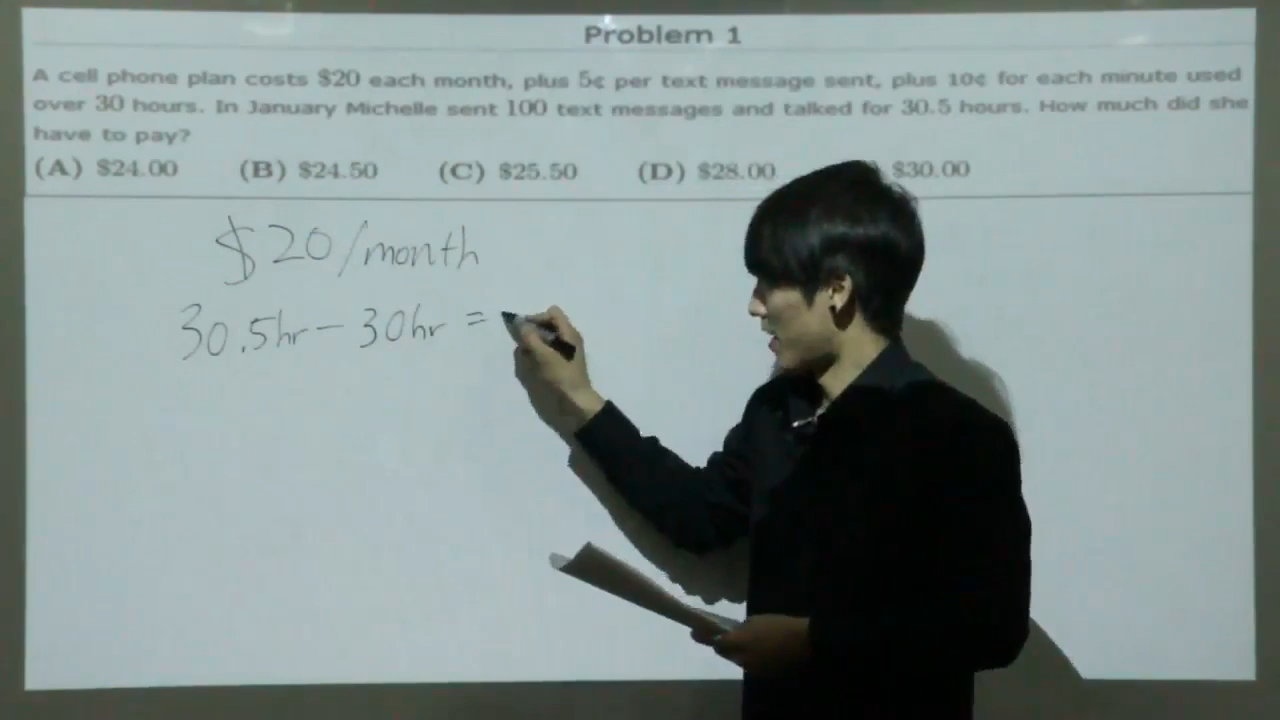 Problem 1
A cell phone plan costs $20 each month, plus 5¢ per text message sent, plus 10¢ for each minute used
over 30 hours. In January Michelle sent 100 text messages and talked for 30.5 hours. How much did she
have to pay?
(A) $24.00 (B) $24.50 (C) $25.50 (D) $28.00 $30.00
$20/month
30.5hr - 30hr =